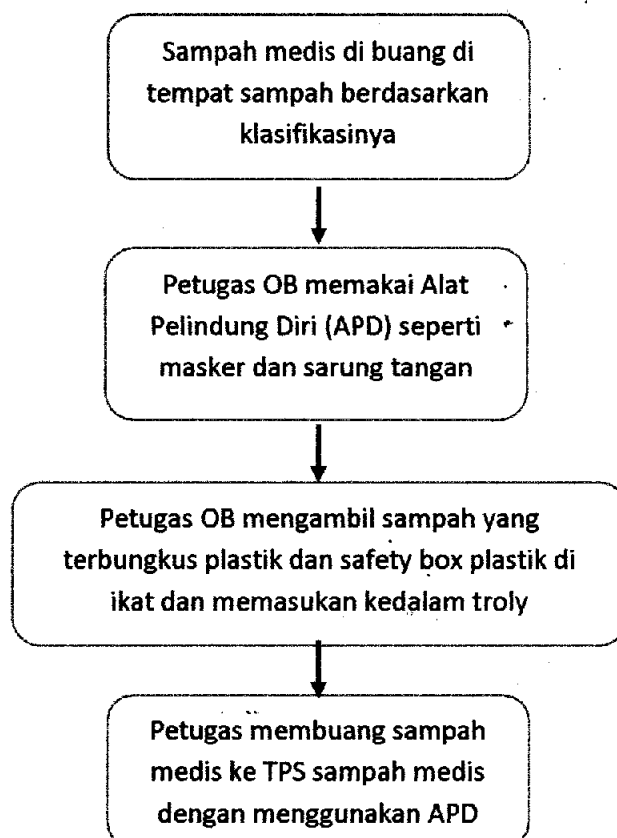 Sampah medis di buang di
tempat sampah berdasarkan
klasifikasinya
Petugas OB memakai Alat
Pelindung Diri (APD) seperti
masker dan sarung tangan
Petugas OB mengambil sampah yang
terbungkus plastik dan safety box plastik di
ikat dan memasukan kedalam troly
Petugas membuang sampah
medis ke TPS sampah medis
dengan menggunakan APD